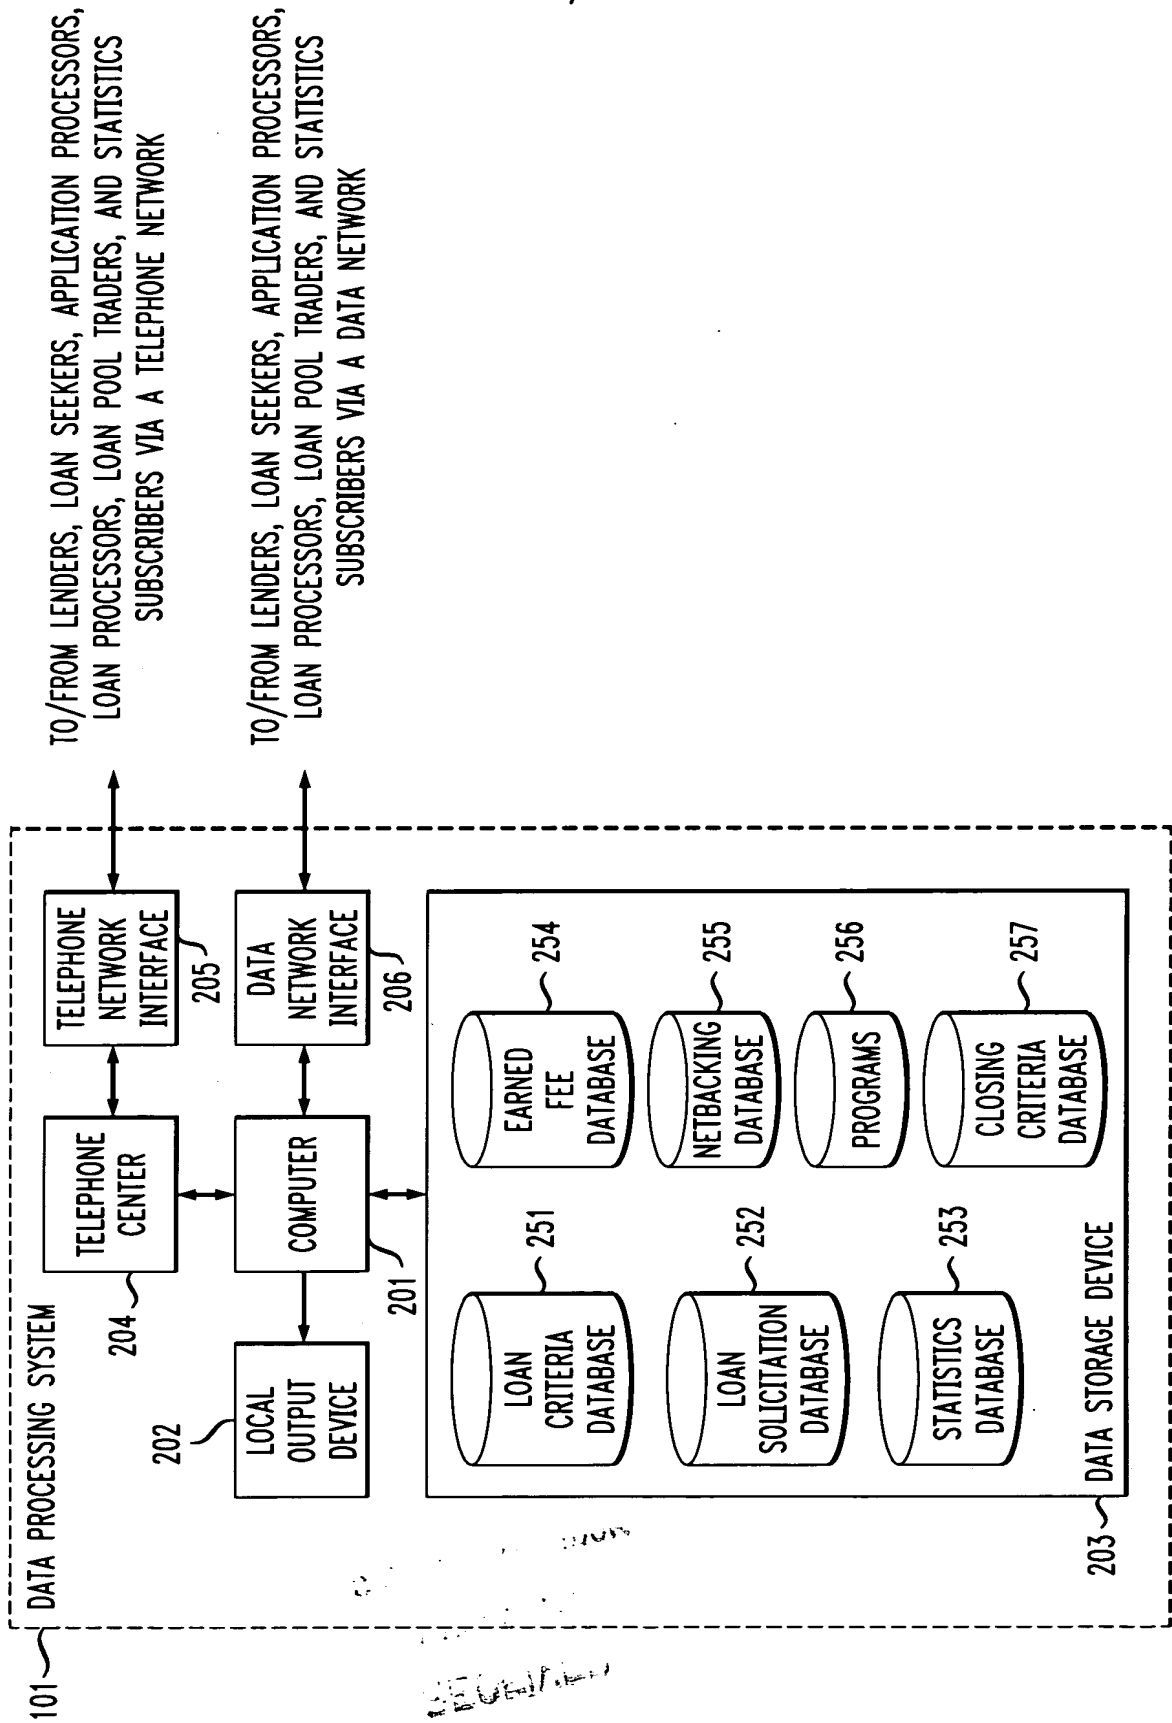 101
DATA PROCESSING SYSTEM
204
TELEPHONE
CENTER
TELEPHONE
NETWORK
INTERFACE
205
TO/FROM LENDERS, LOAN SEEKERS, APPLICATION PROCESSORS,
LOAN PROCESSORS, LOAN POOL TRADERS, AND STATISTICS
SUBSCRIBERS VIA A TELEPHONE NETWORK
202
LOCAL
OUTPUT
DEVICE
COMPUTER
201
DATA
NETWORK
INTERFACE
206
TO/FROM LENDERS, LOAN SEEKERS, APPLICATION PROCESSORS,
LOAN PROCESSORS, LOAN POOL TRADERS, AND STATISTICS
SUBSCRIBERS VIA A DATA NETWORK
LOAN
CRITERIA
DATABASE
251
LOAN
SOLICITATION
DATABASE
252
STATISTICS
DATABASE
253
EARNED
FEE
DATABASE
254
NETBACKING
DATABASE
255
PROGRAMS
256
CLOSING
CRITERIA
DATABASE
257
203
DATA STORAGE DEVICE